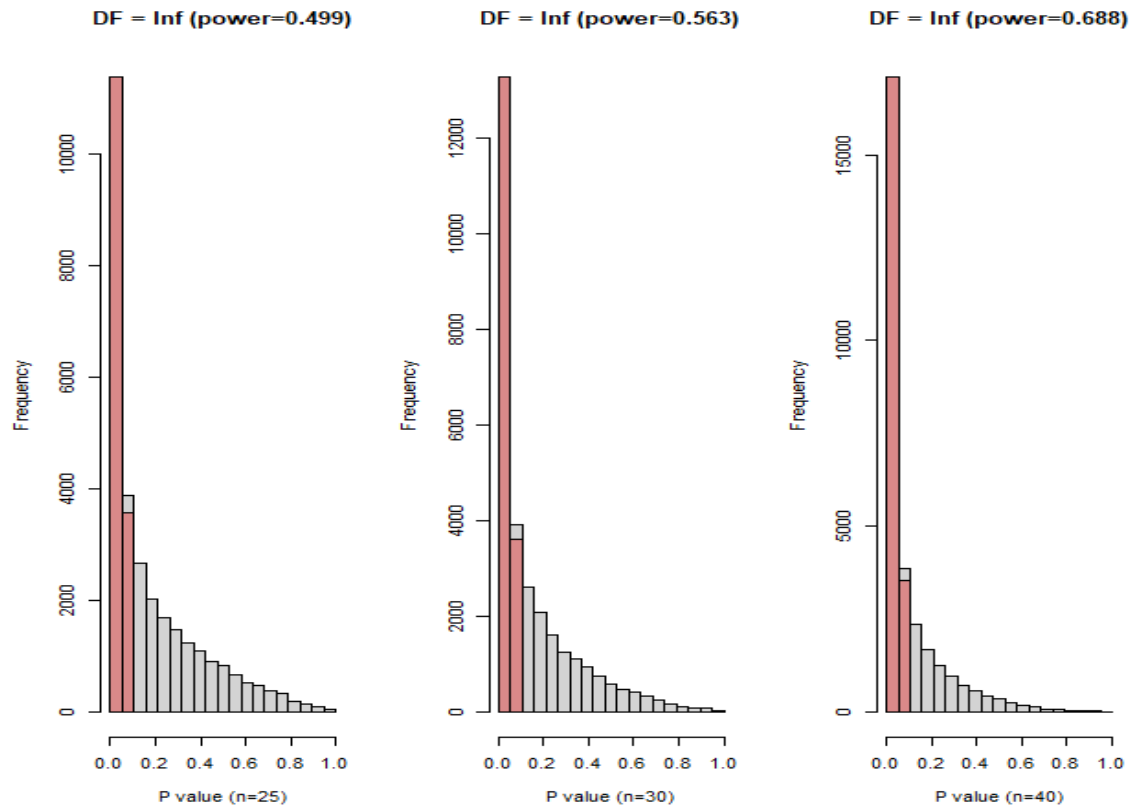 DF = Inf (power=0.499)
Frequency
0
2000
4000
6000
8000
10000
0.0 0.2 0.4 0.6 0.8 1.0
P value (n=25)
DF = Inf (power=0.563)
Frequency
0
2000
4000
6000
8000
10000
12000
0.0 0.2 0.4 0.6 0.8 1.0
P value (n=30)
DF = Inf (power=0.688)
Frequency
0
5000
10000
15000
0.0 0.2 0.4 0.6 0.8 1.0
P value (n=40)